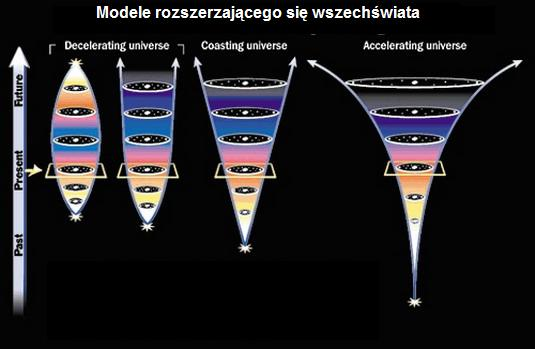 Modele rozszerzającego się wszechświata
Decelerating universe
Coasting universe
Accelerating universe
Future
Present
Past